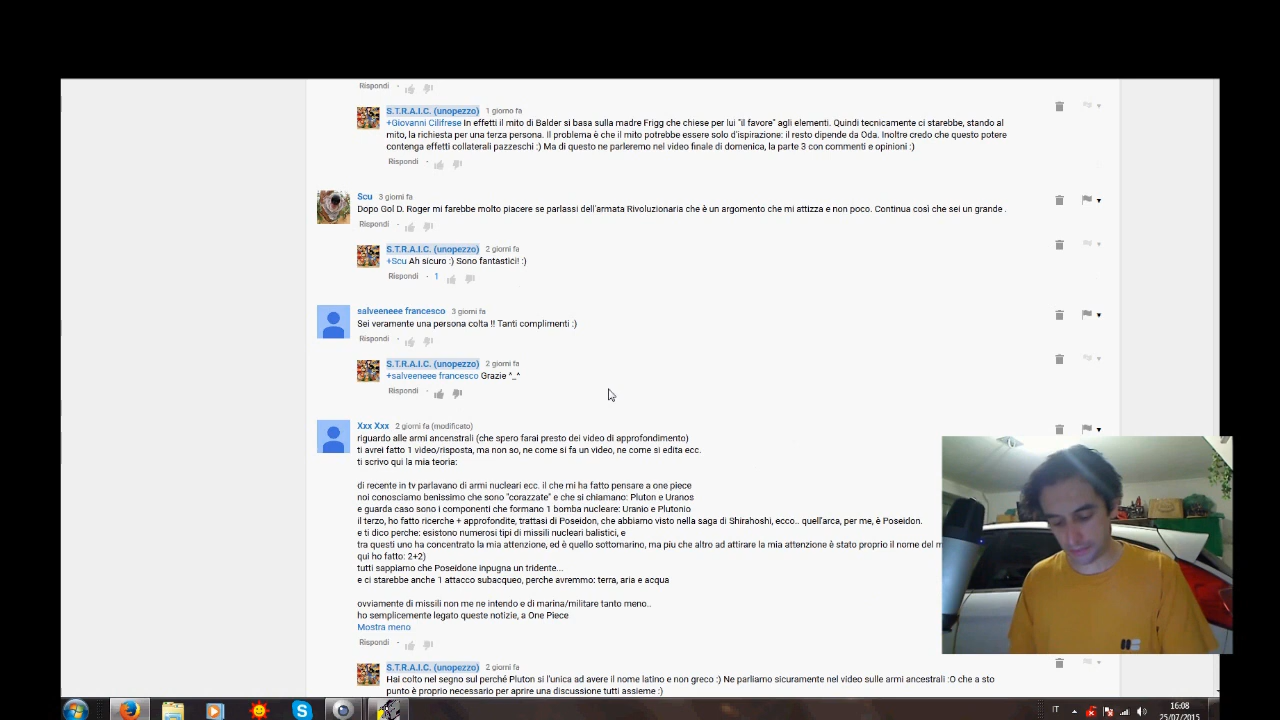 Rispondi ·
S.T.R.A.I.C. (unopezzo) 1 giorno fa
+Giovanni Cilifrese In effetti il mito di Balder si basa sulla madre Frigg che chiese per lui "il favore" agli elementi. Quindi tecnicamente ci starebbe, stando al
mito, la richiesta per una terza persona. Il problema è che il mito potrebbe essere solo d'ispirazione: il resto dipende da Oda. Inoltre credo che questo potere
contenga effetti collaterali pazzeschi :) Ma di questo ne parleremo nel video finale di domenica, la parte 3 con commenti e opinioni :)
Rispondi ·
Scu 3 giorni fa
Dopo Gol D. Roger mi farebbe molto piacere se parlassi dell'armata Rivoluzionaria che è un argomento che mi attizza e non poco. Continua così che sei un grande .
Rispondi ·
S.T.R.A.I.C. (unopezzo) 2 giorni fa
+Scu Ah sicuro :) Sono fantastici! :)
Rispondi · 1
salveeneee francesco 3 giorni fa
Sei veramente una persona colta !! Tanti complimenti :)
Rispondi ·
S.T.R.A.I.C. (unopezzo) 2 giorni fa
+salveeneee francesco Grazie ^_^
Rispondi ·
Xxx Xxx 2 giorni fa (modificato)
riguardo alle armi ancenstrali (che spero farai presto dei video di approfondimento)
ti avrei fatto 1 video/risposta, ma non so, ne come si fa un video, ne come si edita ecc.
ti scrivo qui la mia teoria:
di recente in tv parlavano di armi nucleari ecc. il che mi ha fatto pensare a one piece
noi conosciamo benissimo che sono "corazzate" e che si chiamano: Pluton e Uranos
e guarda caso sono i componenti che formano 1 bomba nucleare: Uranio e Plutonio
il terzo, ho fatto ricerche + approfondite, trattasi di Poseidon, che abbiamo visto nella saga di Shirahoshi, ecco.. quell'arca, per me, è Poseidon.
e ti dico perche: esistono numerosi tipi di missili nucleari balistici, e
tra questi uno ha concentrato la mia attenzione, ed è quello sottomarino, ma piu che altro ad attirare la mia attenzione è stato proprio il nome del m
qui ho fatto: 2+2)
tutti sappiamo che Poseidone inpugna un tridente...
e ci starebbe anche 1 attacco subacqueo, perche avremmo: terra, aria e acqua
ovviamente di missili non me ne intendo e di marina/militare tanto meno..
ho semplicemente legato queste notizie, a One Piece
Mostra meno
Rispondi ·
S.T.R.A.I.C. (unopezzo) 2 giorni fa
Hai colto nel segno sul perché Pluton si l'unica ad avere il nome latino e non greco :) Ne parliamo sicuramente nel video sulle armi ancestrali :O che a sto
punto è proprio necessario per aprire una discussione tutti assieme :)
IT
16:08
25/07/2015